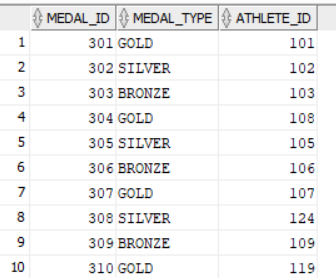 MEDAL_ID MEDAL_TYPE ATHLETE_ID
1 301 GOLD 101
2 302 SILVER 102
3 303 BRONZE 103
4 304 GOLD 108
5 305 SILVER 105
6 306 BRONZE 106
7 307 GOLD 107
8 308 SILVER 124
9 309 BRONZE 109
10 310 GOLD 119